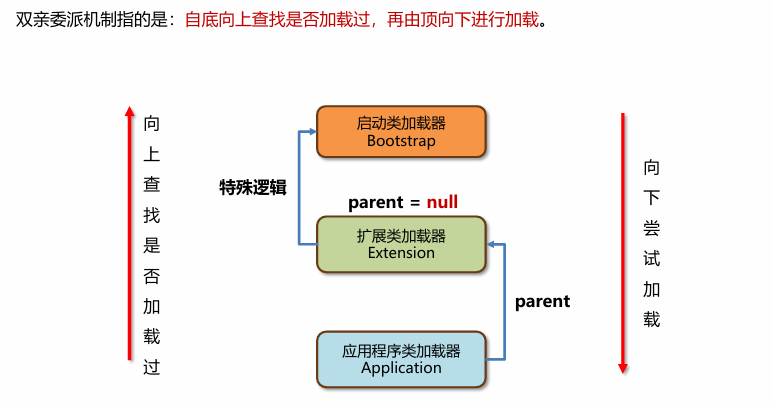 双亲委派机制指的是：自底向上查找是否加载过，再由顶向下进行加载。
向上查找是否加载过
启动类加载器
Bootstrap
特殊逻辑
parent = null
扩展类加载器
Extension
parent
应用程序类加载器
Application
向下尝试加载